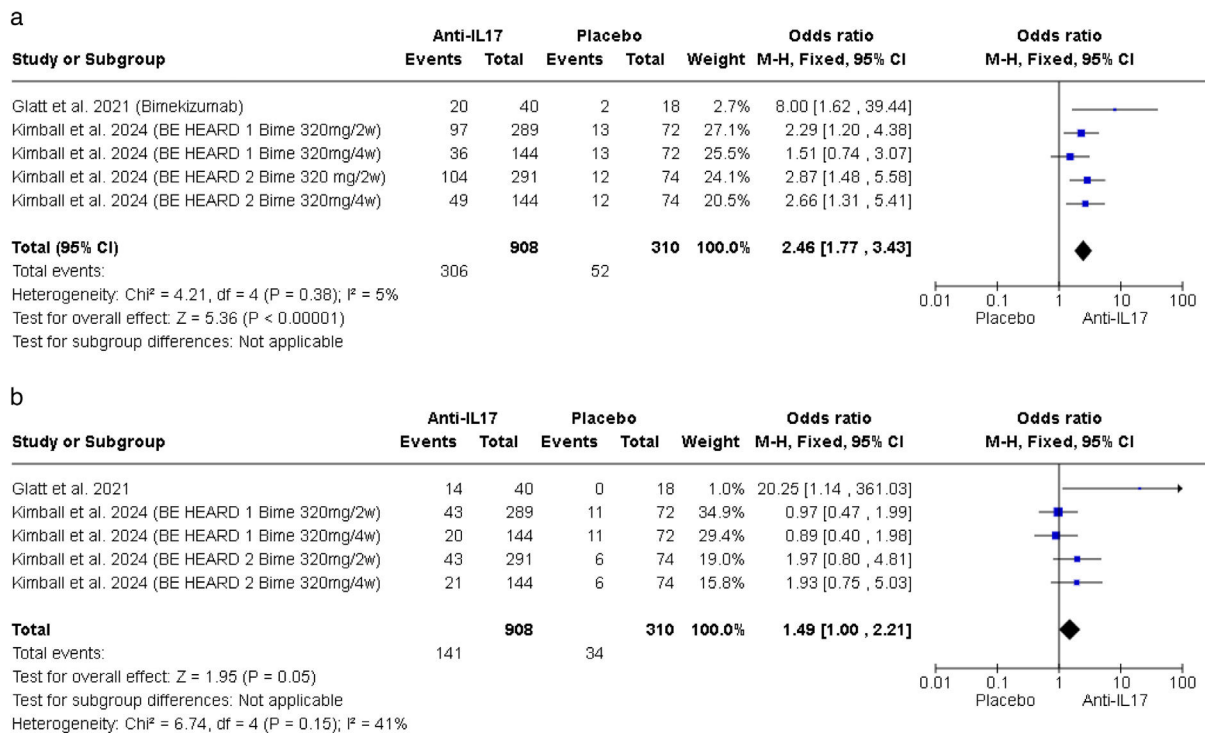 a
Anti-IL17 Placebo Odds ratio Odds ratio
Study or Subgroup Events Total Events Total Weight M-H, Fixed, 95% CI M-H, Fixed, 95% CI
Glatt et al. 2021 (Bimekizumab) 20 40 2 18 2.7% 8.00 [1.62 , 39.44]
Kimball et al. 2024 (BE HEARD 1 Bime 320mg/2w) 97 289 13 72 27.1% 2.29 [1.20 , 4.38]
Kimball et al. 2024 (BE HEARD 1 Bime 320mg/4w) 36 144 13 72 25.5% 1.51 [0.74 , 3.07]
Kimball et al. 2024 (BE HEARD 2 Bime 320 mg/2w) 104 291 12 74 24.1% 2.87 [1.48 , 5.58]
Kimball et al. 2024 (BE HEARD 2 Bime 320mg/4w) 49 144 12 74 20.5% 2.66 [1.31 , 5.41]
Total (95% CI) 908 310 100.0% 2.46 [1.77 , 3.43]
Total events: 306 52
Heterogeneity: Chi² = 4.21, df = 4 (P = 0.38); I² = 5%
Test for overall effect: Z = 5.36 (P < 0.00001)
Test for subgroup differences: Not applicable
0.01 0.1 1 10 100
Placebo Anti-IL17
b
Anti-IL17 Placebo Odds ratio Odds ratio
Study or Subgroup Events Total Events Total Weight M-H, Fixed, 95% CI M-H, Fixed, 95% CI
Glatt et al. 2021 14 40 0 18 1.0% 20.25 [1.14 , 361.03]
Kimball et al. 2024 (BE HEARD 1 Bime 320mg/2w) 43 289 11 72 34.9% 0.97 [0.47 , 1.99]
Kimball et al. 2024 (BE HEARD 1 Bime 320mg/4w) 20 144 11 72 29.4% 0.89 [0.40 , 1.98]
Kimball et al. 2024 (BE HEARD 2 Bime 320mg/2w) 43 291 6 74 19.0% 1.97 [0.80 , 4.81]
Kimball et al. 2024 (BE HEARD 2 Bime 320mg/4w) 21 144 6 74 15.8% 1.93 [0.75 , 5.03]
Total 908 310 100.0% 1.49 [1.00 , 2.21]
Total events: 141 34
Test for overall effect: Z = 1.95 (P = 0.05)
Test for subgroup differences: Not applicable
Heterogeneity: Chi² = 6.74, df = 4 (P = 0.15); I² = 41%
0.01 0.1 1 10 100
Placebo Anti-IL17